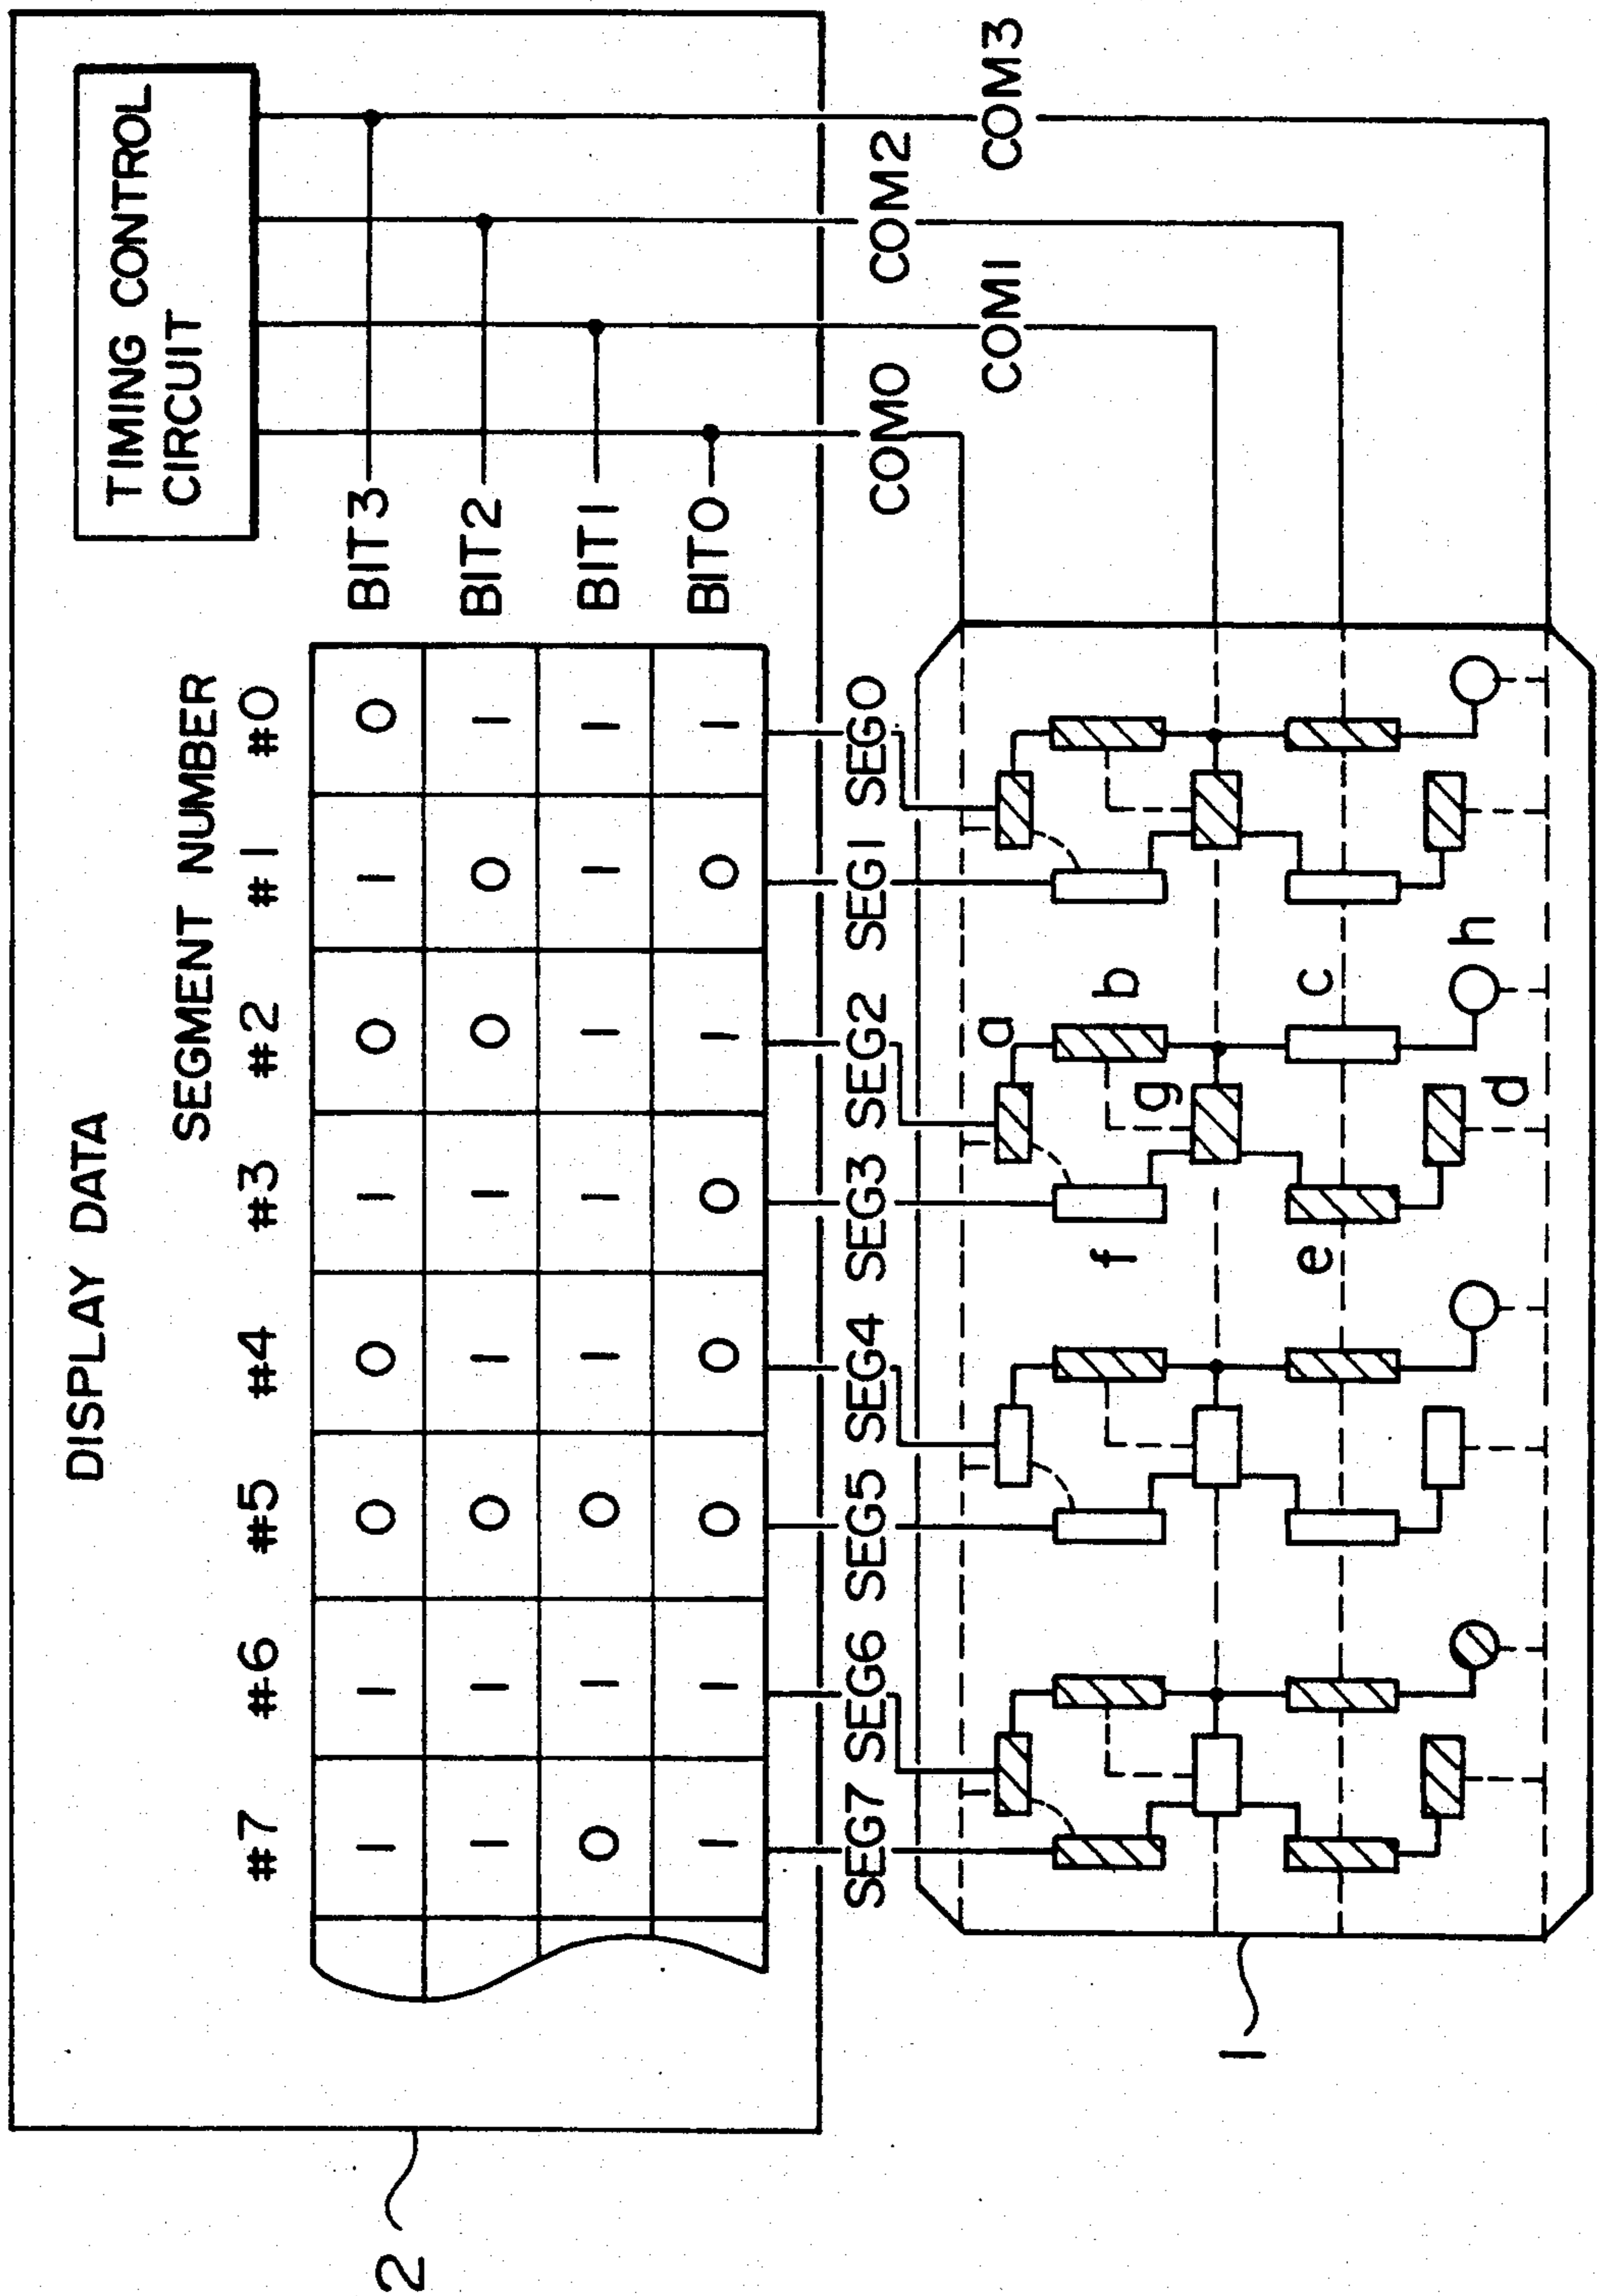 DISPLAY DATA
TIMING CONTROL
CIRCUIT
SEGMENT NUMBER
#7 #6 #5 #4 #3 #2 #1 #0
1 1 0 0 1 0 1 0 BIT3
1 1 0 1 1 0 0 1 BIT2
0 1 0 1 1 1 1 1 BIT1
1 1 0 0 0 1 0 1 BIT0
2
SEG7 SEG6 SEG5 SEG4 SEG3 SEG2 SEG1 SEG0 COM0 COM2
COM1 COM3
a
b
f
g
c
e
h
d
1